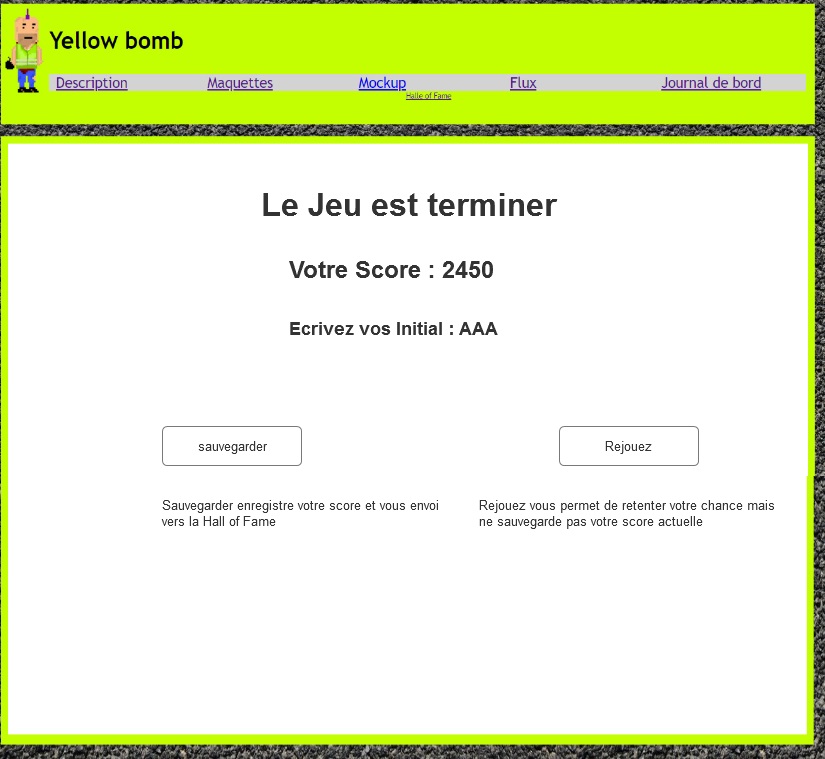 Yellow bomb
Description Maquettes Mockup Flux Journal de bord
Halle of Fame
Le Jeu est terminer
Votre Score : 2450
Ecrivez vos Initial : AAA
sauvegarder
Rejouez
Sauvegarder enregistre votre score et vous envoi
vers la Hall of Fame
Rejouez vous permet de retenter votre chance mais
ne sauvegarde pas votre score actuelle